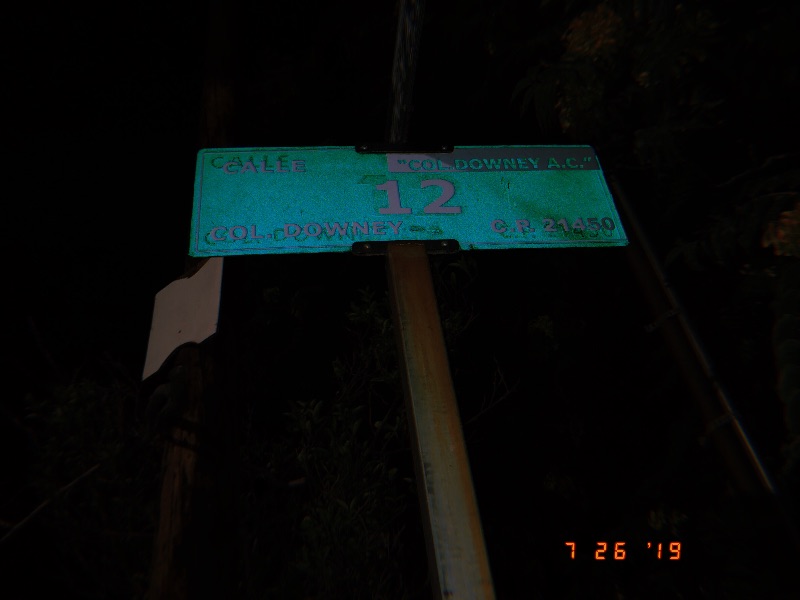 CALLE
"COL. DOWNEY A.C."
12
COL. DOWNEY
C.P. 21450
7 26 '19